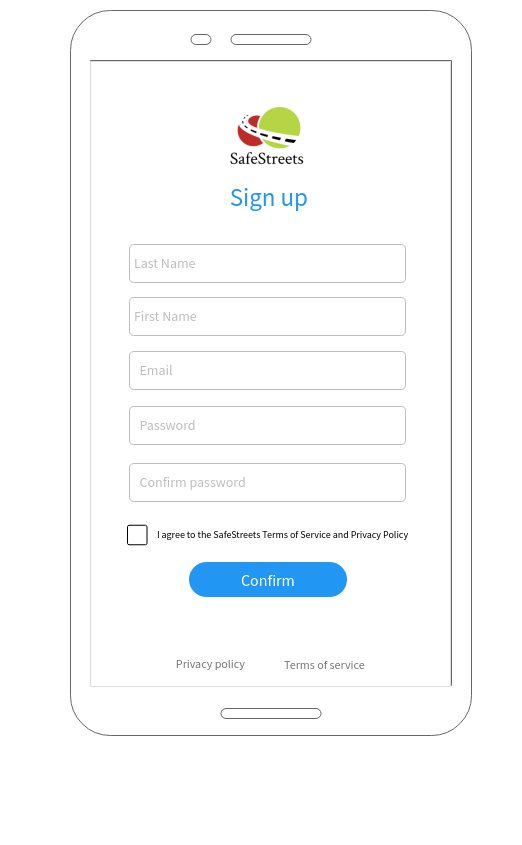 SafeStreets
Sign up
Last Name
First Name
Email
Password
Confirm password
I agree to the SafeStreets Terms of Service and Privacy Policy
Confirm
Privacy policy
Terms of service